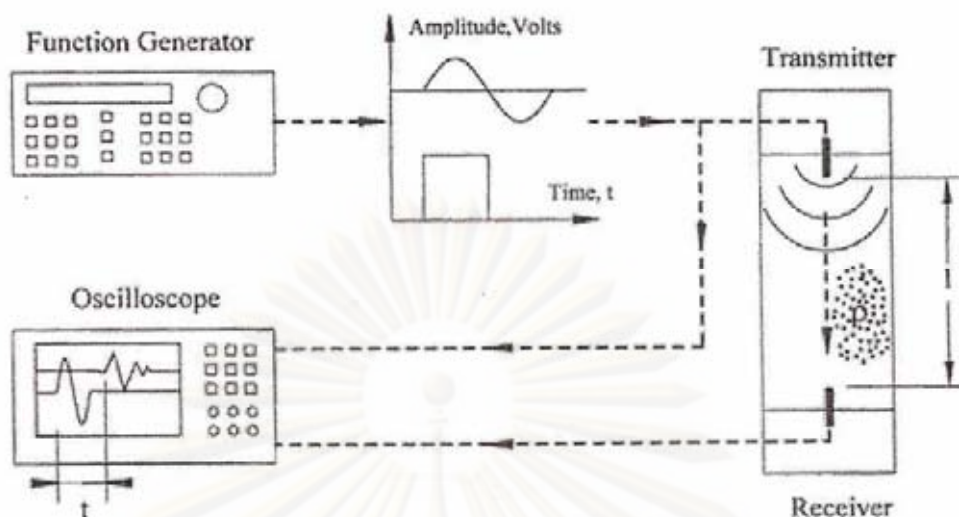 Function Generator
Amplitude, Volts
Time, t
Transmitter
Oscilloscope
t
ρ
Receiver